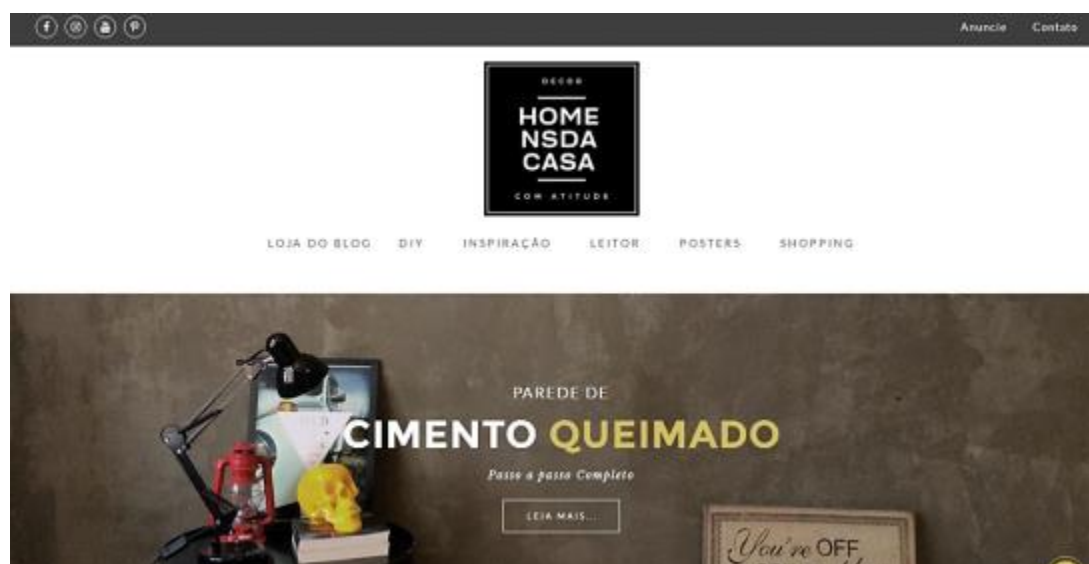 Anuncie Contato
DECOR
HOME
NSDA
CASA
COM ATITUDE
LOJA DO BLOG DIY INSPIRAÇÃO LEITOR POSTERS SHOPPING
PAREDE DE
CIMENTO QUEIMADO
Passo a passo Completo
LEIA MAIS...
You're OFF